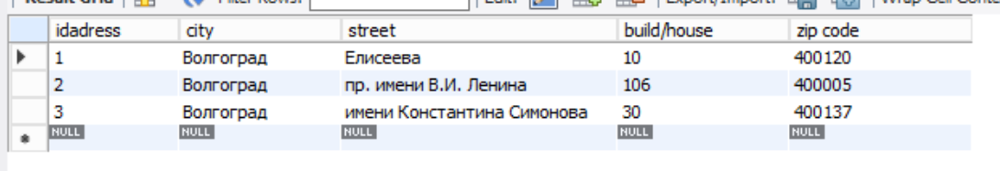 Result Grid Filter Rows: Edit: Export/Import: Wrap Cell Conte
idadress city street build/house zip code
1 Волгоград Елисеева 10 400120
2 Волгоград пр. имени В.И. Ленина 106 400005
3 Волгоград имени Константина Симонова 30 400137
NULL NULL NULL NULL NULL